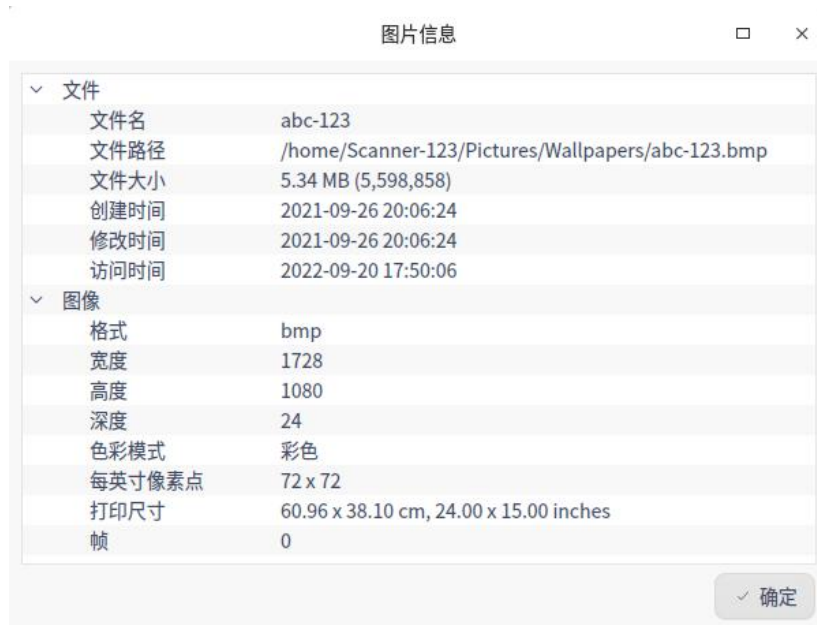 图片信息
文件
文件名 abc-123
文件路径 /home/Scanner-123/Pictures/Wallpapers/abc-123.bmp
文件大小 5.34 MB (5,598,858)
创建时间 2021-09-26 20:06:24
修改时间 2021-09-26 20:06:24
访问时间 2022-09-20 17:50:06
图像
格式 bmp
宽度 1728
高度 1080
深度 24
色彩模式 彩色
每英寸像素点 72 x 72
打印尺寸 60.96 x 38.10 cm, 24.00 x 15.00 inches
帧 0
确定